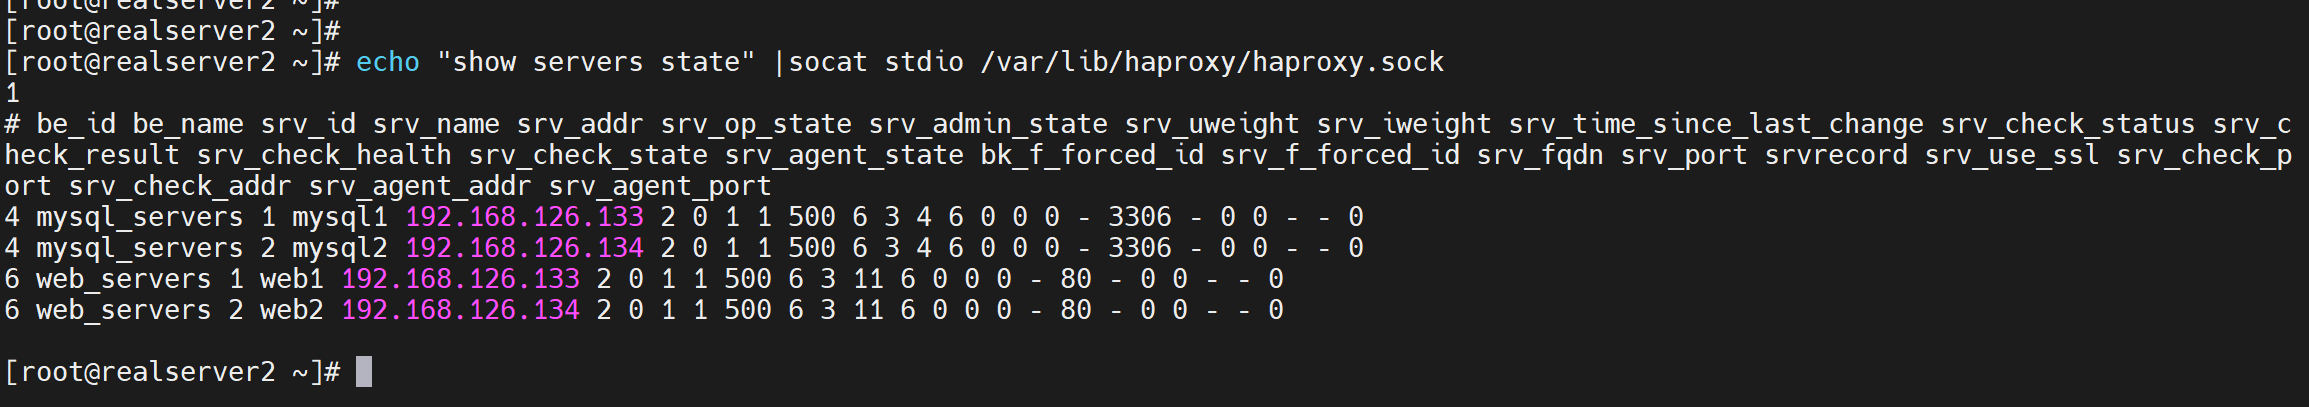 [root@realserver2 ~]#
[root@realserver2 ~]#
[root@realserver2 ~]# echo "show servers state" |socat stdio /var/lib/haproxy/haproxy.sock
1
# be_id be_name srv_id srv_name srv_addr srv_op_state srv_admin_state srv_uweight srv_iweight srv_time_since_last_change srv_check_status srv_c
heck_result srv_check_health srv_check_state srv_agent_state bk_f_forced_id srv_f_forced_id srv_fqdn srv_port srvrecord srv_use_ssl srv_check_p
ort srv_check_addr srv_agent_addr srv_agent_port
4 mysql_servers 1 mysql1 192.168.126.133 2 0 1 1 500 6 3 4 6 0 0 0 - 3306 - 0 0 - - 0
4 mysql_servers 2 mysql2 192.168.126.134 2 0 1 1 500 6 3 4 6 0 0 0 - 3306 - 0 0 - - 0
6 web_servers 1 web1 192.168.126.133 2 0 1 1 500 6 3 11 6 0 0 0 - 80 - 0 0 - - 0
6 web_servers 2 web2 192.168.126.134 2 0 1 1 500 6 3 11 6 0 0 0 - 80 - 0 0 - - 0
[root@realserver2 ~]#